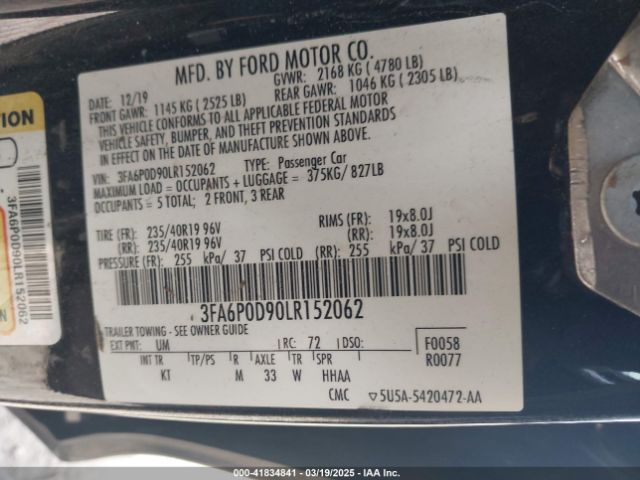 MFD. BY FORD MOTOR CO.
DATE: 12/19 GVWR: 2168 KG ( 4780 LB)
FRONT GAWR: 1145 KG ( 2525 LB) REAR GAWR: 1046 KG ( 2305 LB)
THIS VEHICLE CONFORMS TO ALL APPLICABLE FEDERAL MOTOR
VEHICLE SAFETY, BUMPER, AND THEFT PREVENTION STANDARDS
IN EFFECT ON THE DATE OF MANUFACTURE SHOWN ABOVE.
VIN: 3FA6P0D90LR152062 TYPE: Passenger Car
MAXIMUM LOAD = OCCUPANTS + LUGGAGE = 375KG/ 827LB
OCCUPANTS = 5 TOTAL; 2 FRONT, 3 REAR
TIRE (FR): 235/40R19 96V RIMS (FR): 19x8.0J
(RR): 235/40R19 96V (RR): 19x8.0J
PRESSURE (FR): 255 kPa/ 37 PSI COLD (RR): 255 kPa/ 37 PSI COLD
3FA6P0D90LR152062
TRAILER TOWING - SEE OWNER GUIDE
EXT PNT: UM RC: 72 DSO: F0058
R0077
INT TR TP/PS R AXLE TR SPR
KT M 33 W HHAA
CMC ▽5U5A-5420472-AA
TION
3FA6P0D90LR152062
000-41834841 | 03/19/2025 | IAA Inc.